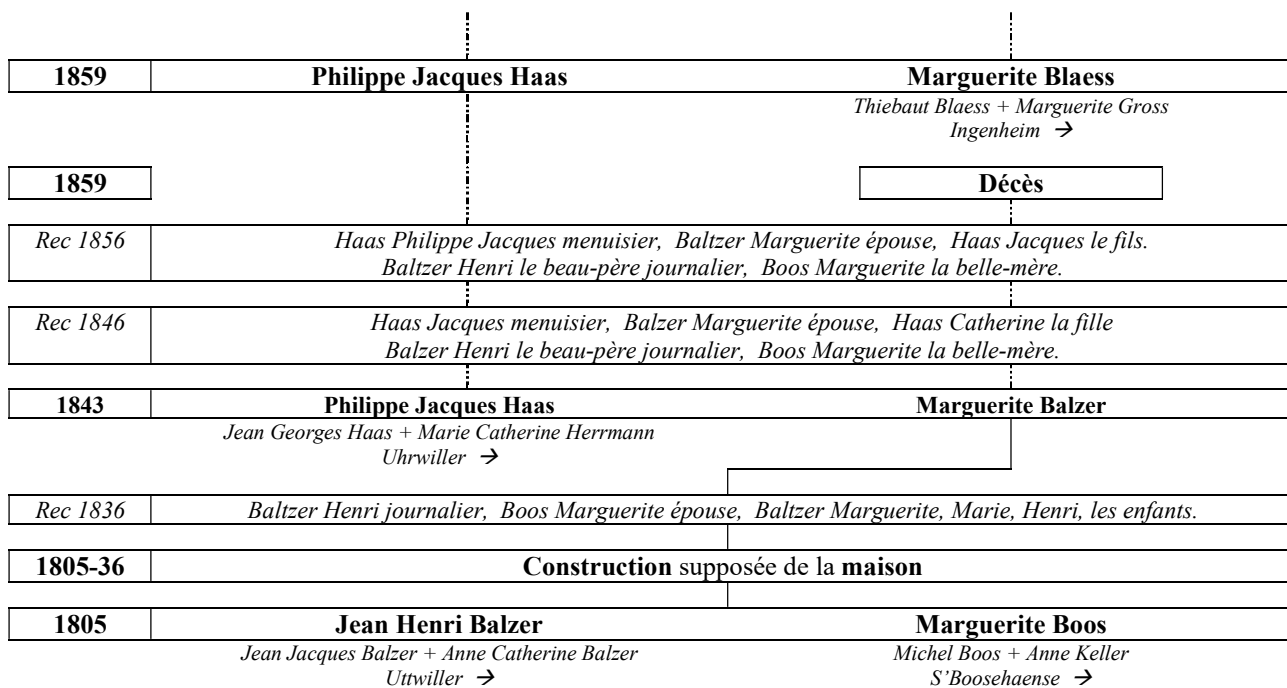 1859 Philippe Jacques Haas Marguerite Blaess
Thiebaut Blaess + Marguerite Gross
Ingenheim →
1859 Décès
Rec 1856 Haas Philippe Jacques menuisier, Baltzer Marguerite épouse, Haas Jacques le fils.
Baltzer Henri le beau-père journalier, Boos Marguerite la belle-mère.
Rec 1846 Haas Jacques menuisier, Balzer Marguerite épouse, Haas Catherine la fille
Balzer Henri le beau-père journalier, Boos Marguerite la belle-mère.
1843 Philippe Jacques Haas Marguerite Balzer
Jean Georges Haas + Marie Catherine Herrmann
Uhrwiller →
Rec 1836 Baltzer Henri journalier, Boos Marguerite épouse, Baltzer Marguerite, Marie, Henri, les enfants.
1805-36 Construction supposée de la maison
1805 Jean Henri Balzer Marguerite Boos
Jean Jacques Balzer + Anne Catherine Balzer Michel Boos + Anne Keller
Uttwiller → S'Boosehaense →